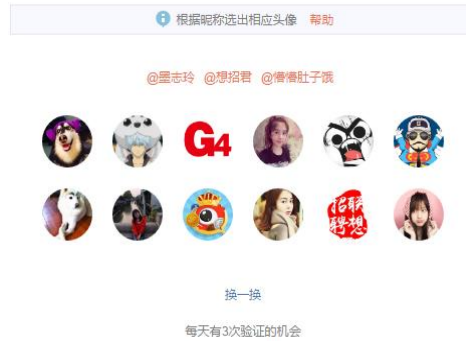 根据昵称选出相应头像 帮助
@墨志玲 @想招君 @懵懵肚子饿
G4
招联
聘想
换一换
每天有3次验证的机会